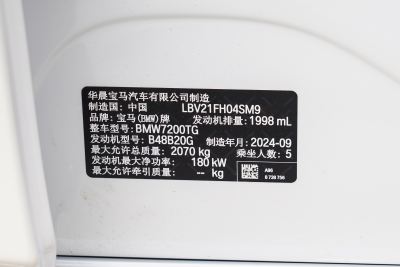 华晨宝马汽车有限公司制造
制造国：中国 LBV21FH04SM9
品牌：宝马(BMW)牌 发动机排量：1998 mL
整车型号：BMW7200TG
发动机型号：B48B20G 制造年月：2024-09
最大允许总质量：2070 kg 乘坐人数：5
发动机最大净功率：180 kW
最大允许牵引质量：-- kg
A96
8 738 756